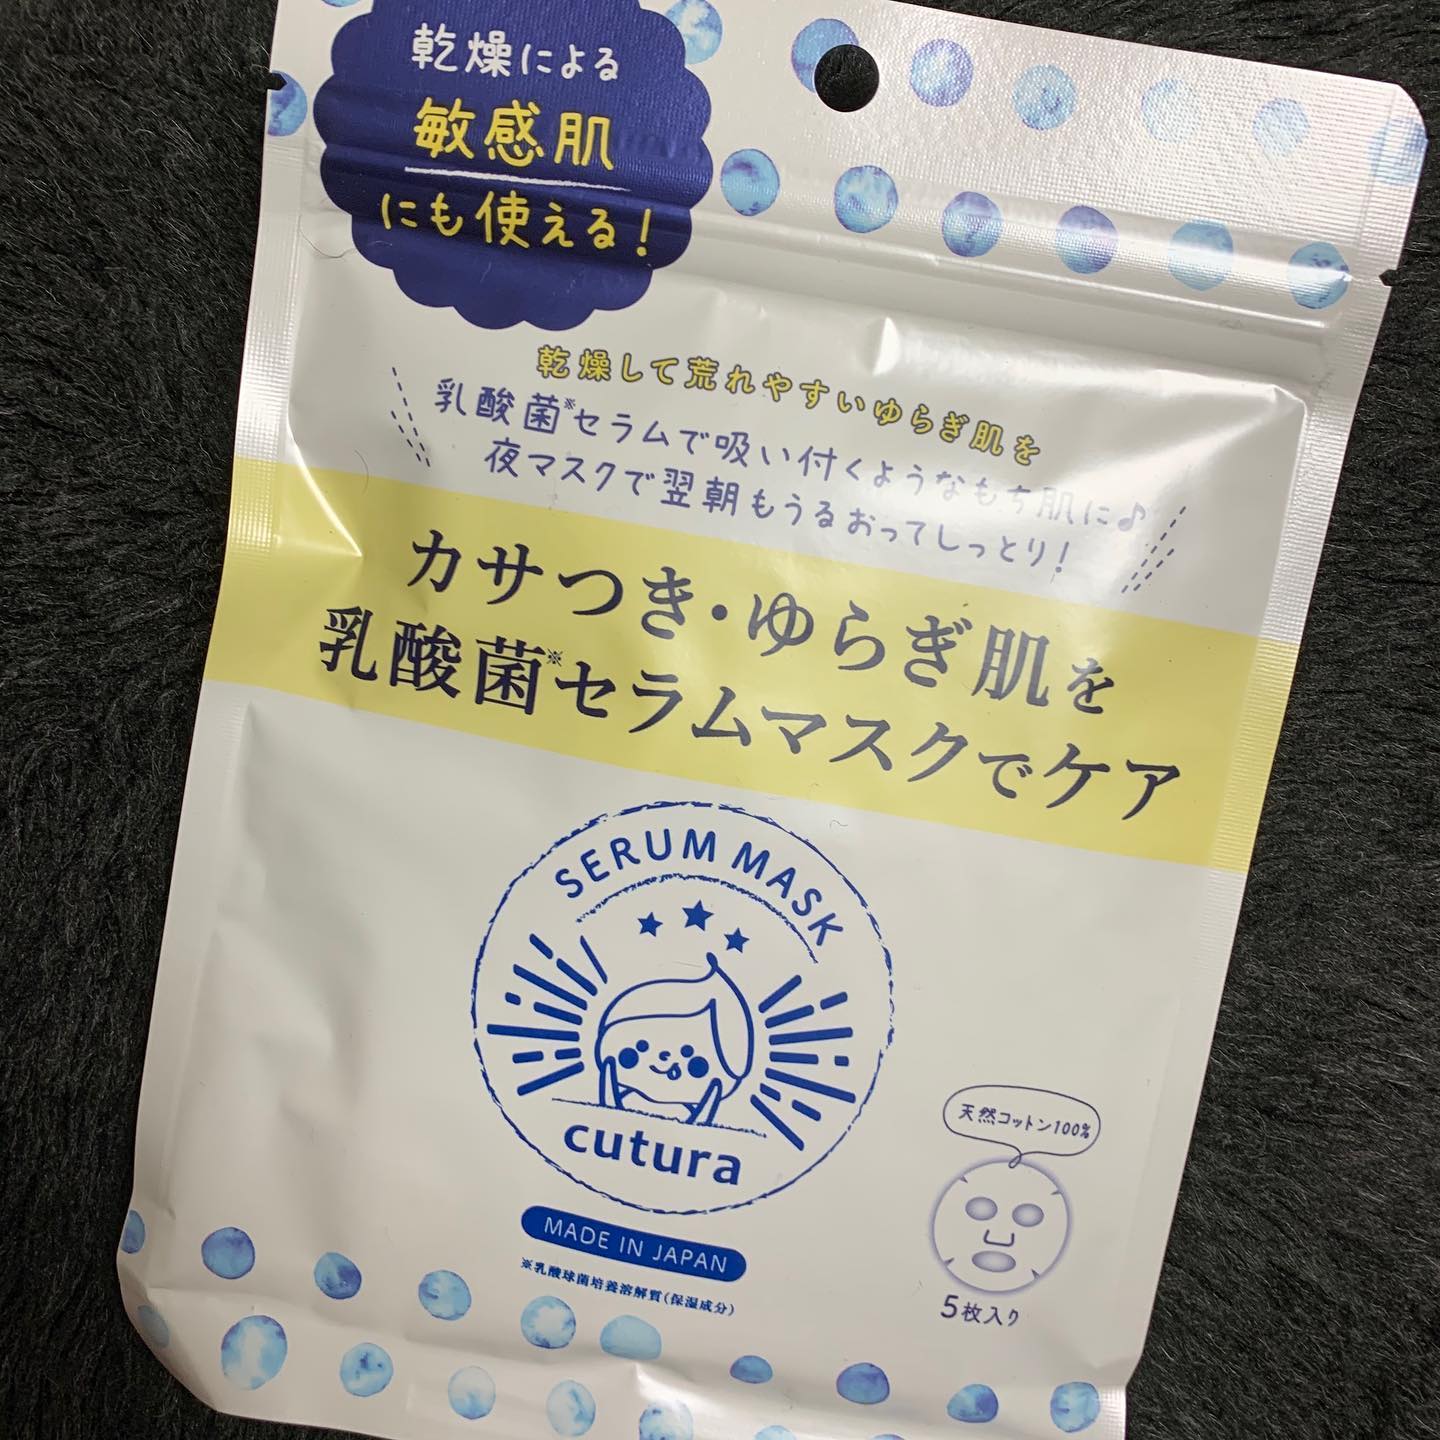 乾燥による
敏感肌
にも使える!
乾燥して荒れやすいゆらぎ肌を
乳酸菌※セラムで吸い付くようなもち肌に♪
夜マスクで翌朝もうるおってしっとり!
カサつき・ゆらぎ肌を
乳酸菌※セラムマスクでケア
SERUM MASK
cutura
MADE IN JAPAN
※乳酸球菌培養溶解質(保湿成分)
天然コットン100%
5枚入り